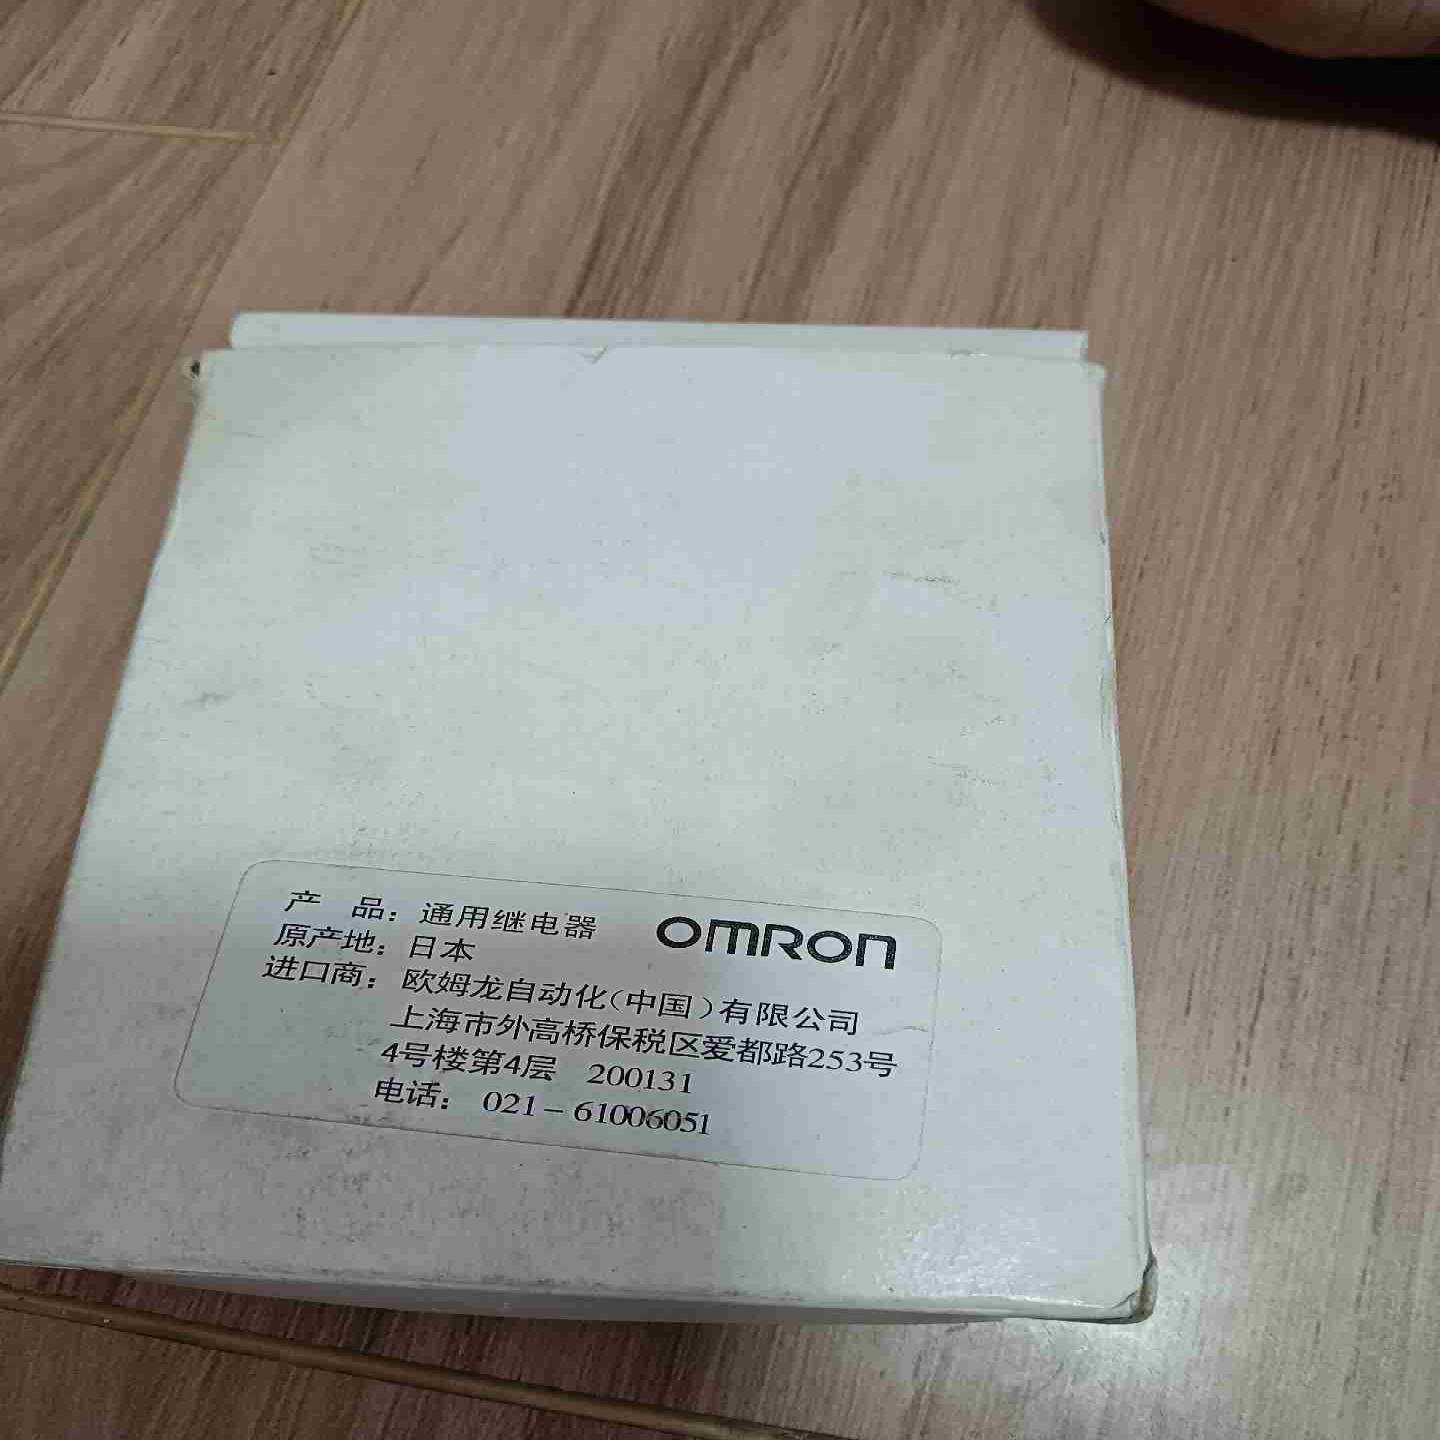 产 品：通用继电器 OMRON
原产地：日本
进口商：欧姆龙自动化（中国）有限公司
上海市外高桥保税区爱都路253号
4号楼第4层 200131
电话： 021－61006051